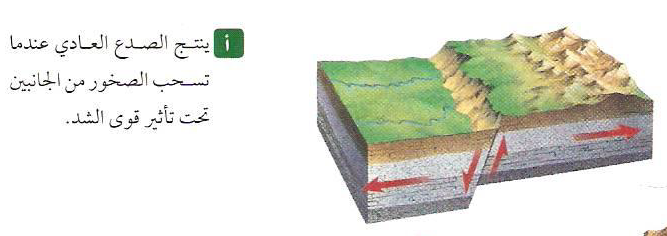 أ ينتج الصدع العادي عندما
تسحب الصخور من الجانبين
تحت تأثير قوى الشد.